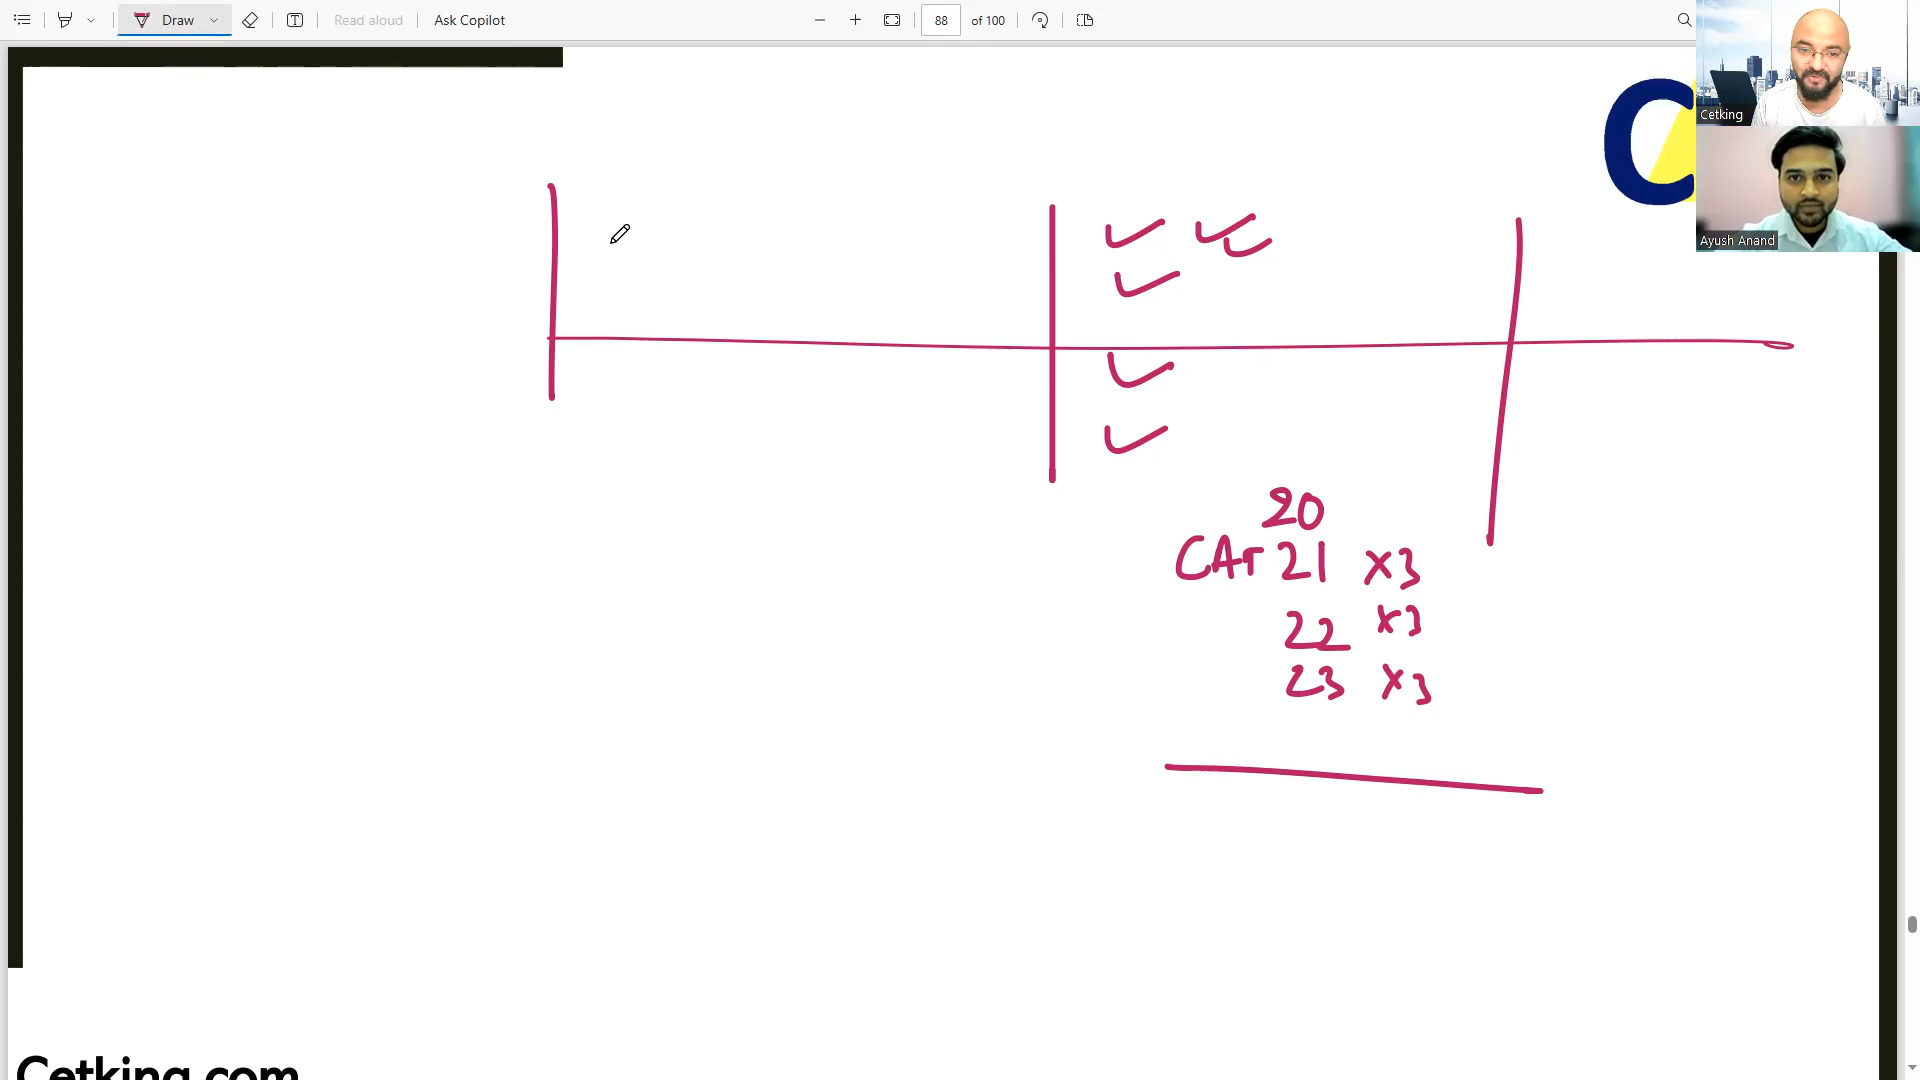 Draw
Read aloud
Ask Copilot
88 of 100
C
Cetking
Ayush Anand
20
CAT 21 x3
22 x3
23 x3
Cetking.com